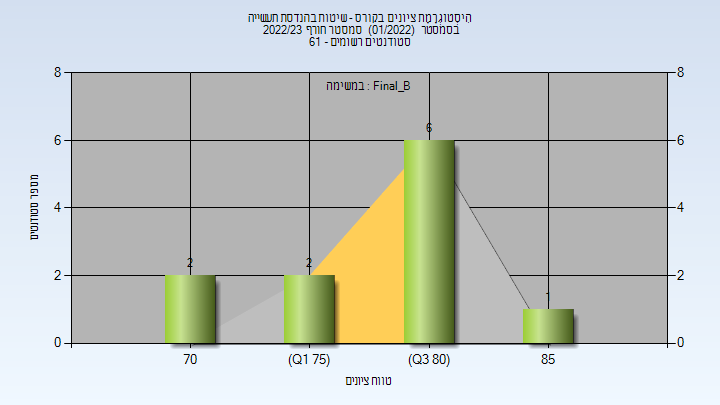 היסטוגרמת ציונים בקורס - שיטות בהנדסת תעשייה
בסמסטר (01/2022) סמסטר חורף 2022/23
סטודנטים רשומים - 61
במשימה : Final_B
8
6
4
2
0
8
6
4
2
0
2
2
6
1
מספר סטודנטים
70
(Q1 75)
(Q3 80)
85
טווח ציונים